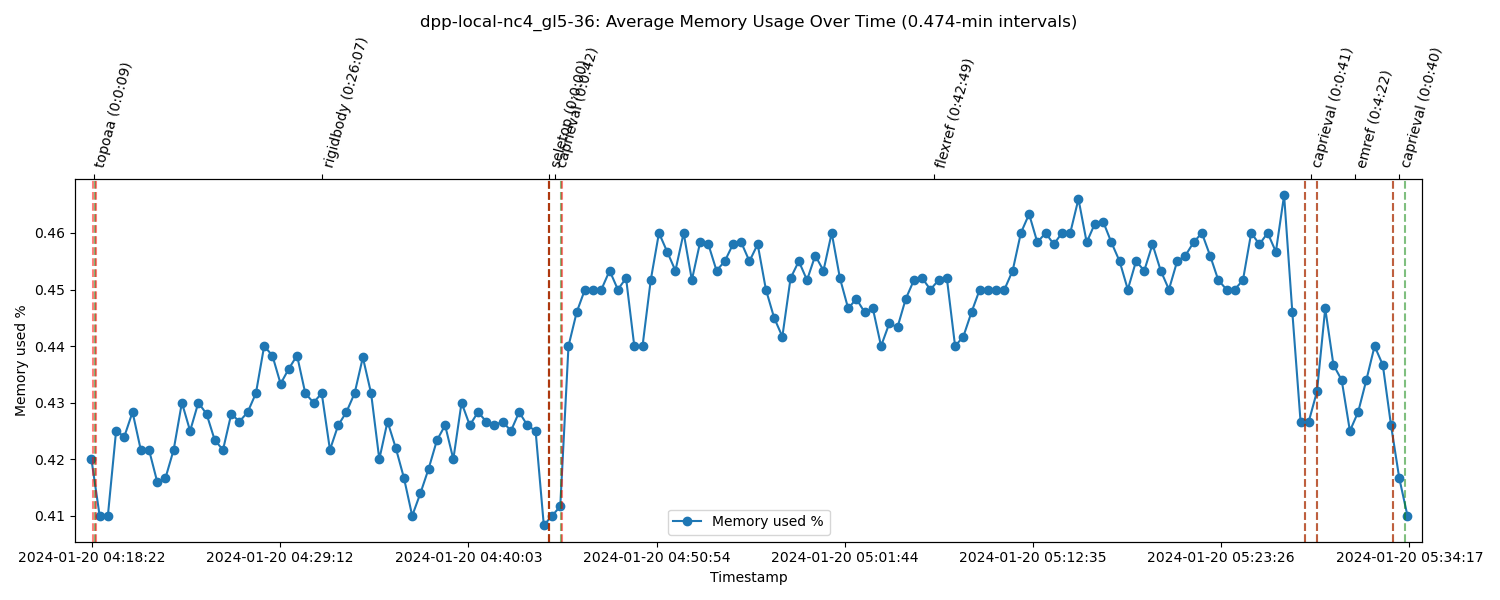 dpp-local-nc4_gl5-36: Average Memory Usage Over Time (0.474-min intervals)
topoaa (0:0:09)
rigidbody (0:26:07)
seletop (0:0:00)
caprieval (0:0:42)
flexref (0:42:49)
caprieval (0:0:41)
emref (0:4:22)
caprieval (0:0:40)
Memory used %
0.46
0.45
0.44
0.43
0.42
0.41
Memory used %
2024-01-20 04:18:22
2024-01-20 04:29:12
2024-01-20 04:40:03
2024-01-20 04:50:54
2024-01-20 05:01:44
2024-01-20 05:12:35
2024-01-20 05:23:26
2024-01-20 05:34:17
Timestamp